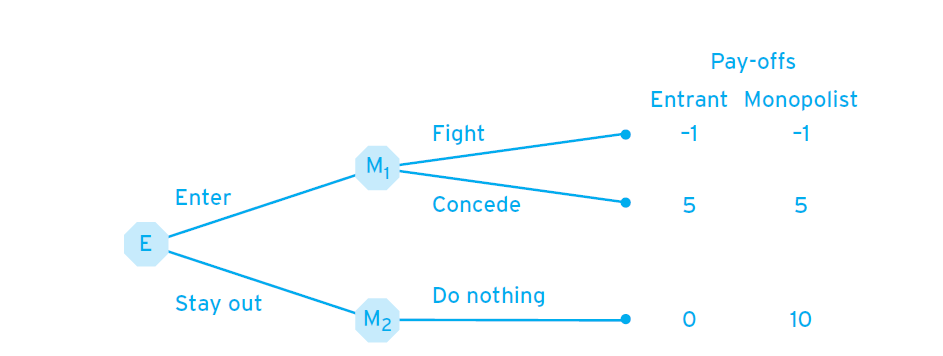 Pay-offs
Entrant Monopolist
Fight
–1 –1
M1
Enter
Concede
5 5
E
Stay out
Do nothing
M2
0 10